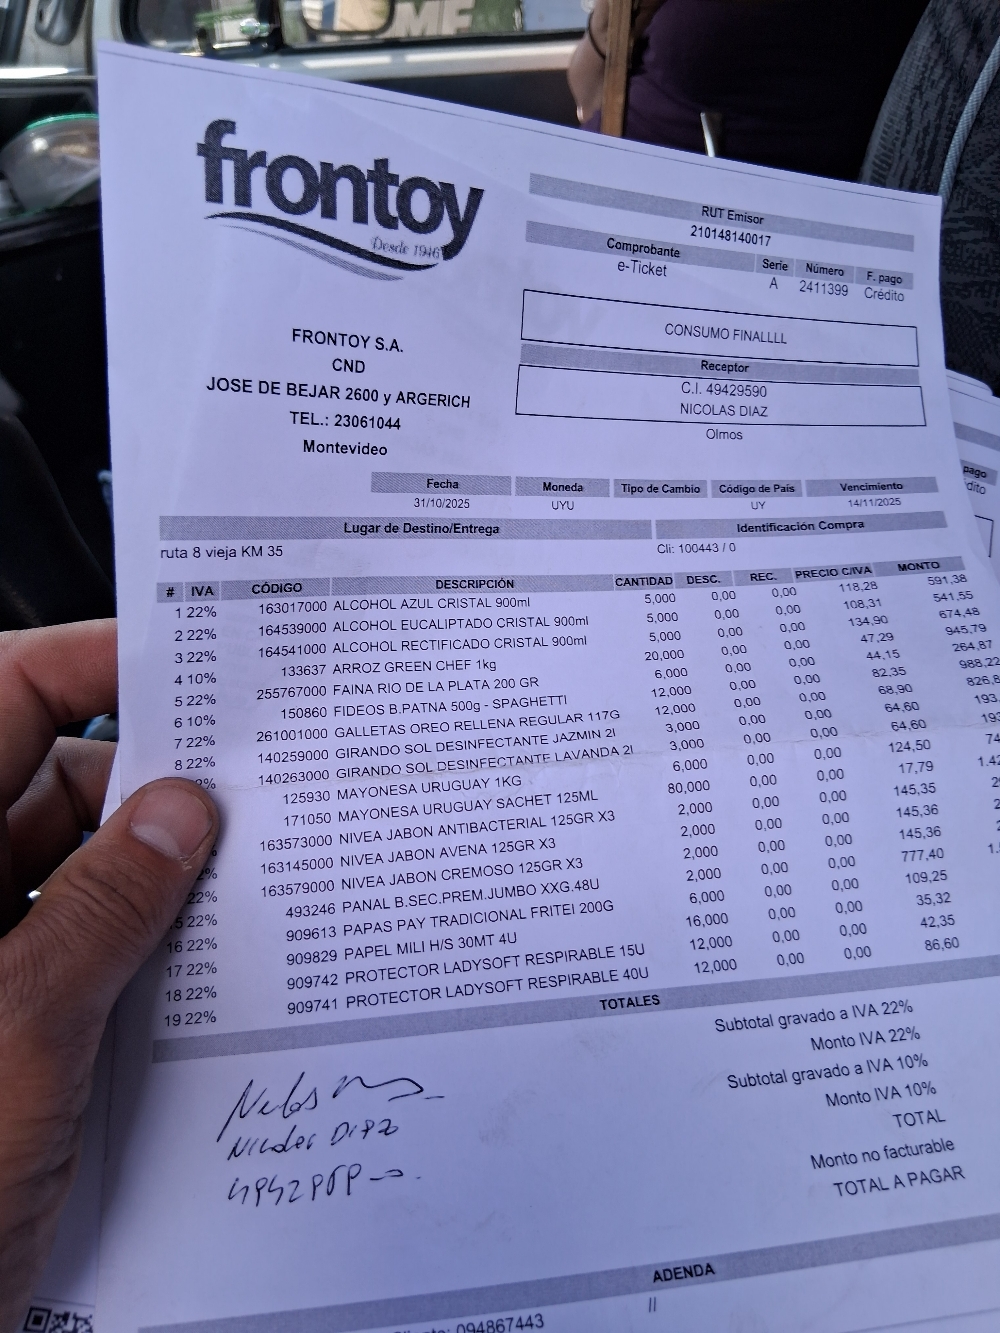 frontoy
Desde 1946
FRONTOY S.A.
CND
JOSE DE BEJAR 2600 y ARGERICH
TEL.: 23061044
Montevideo
RUT Emisor
210148140017
Comprobante Serie Número F. pago
e-Ticket A 2411399 Crédito
CONSUMO FINALLLL
Receptor
C.I. 49429590
NICOLAS DIAZ
Olmos
Fecha Moneda Tipo de Cambio Código de País Vencimiento
31/10/2025 UYU UY 14/11/2025
Lugar de Destino/Entrega Identificación Compra
ruta 8 vieja KM 35 Cli: 100443 / 0
# IVA CÓDIGO DESCRIPCIÓN CANTIDAD DESC. REC. PRECIO C/IVA MONTO
1 22% 163017000 ALCOHOL AZUL CRISTAL 900ml 5,000 0,00 0,00 118,28 591,38
2 22% 164539000 ALCOHOL EUCALIPTADO CRISTAL 900ml 5,000 0,00 0,00 108,31 541,55
3 22% 164541000 ALCOHOL RECTIFICADO CRISTAL 900ml 5,000 0,00 0,00 134,90 674,48
4 10% 133637 ARROZ GREEN CHEF 1kg 20,000 0,00 0,00 47,29 945,79
5 22% 255767000 FAINA RIO DE LA PLATA 200 GR 6,000 0,00 0,00 44,15 264,87
6 10% 150860 FIDEOS B.PATNA 500g - SPAGHETTI 12,000 0,00 0,00 82,35 988,22
7 22% 261001000 GALLETAS OREO RELLENA REGULAR 117G 12,000 0,00 0,00 68,90 826,8
8 22% 140259000 GIRANDO SOL DESINFECTANTE JAZMIN 2l 3,000 0,00 0,00 64,60 193
2% 140263000 GIRANDO SOL DESINFECTANTE LAVANDA 2l 3,000 0,00 0,00 64,60 193
125930 MAYONESA URUGUAY 1KG 6,000 0,00 0,00 124,50 74
171050 MAYONESA URUGUAY SACHET 125ML 80,000 0,00 0,00 17,79 1.42
163573000 NIVEA JABON ANTIBACTERIAL 125GR X3 2,000 0,00 0,00 145,35
163145000 NIVEA JABON AVENA 125GR X3 2,000 0,00 0,00 145,36
22% 163579000 NIVEA JABON CREMOSO 125GR X3 2,000 0,00 0,00 145,36
5 22% 493246 PANAL B.SEC.PREM.JUMBO XXG.48U 2,000 0,00 0,00 777,40
16 22% 909613 PAPAS PAY TRADICIONAL FRITEI 200G 6,000 0,00 0,00 109,25
17 22% 909829 PAPEL MILI H/S 30MT 4U 16,000 0,00 0,00 35,32
18 22% 909742 PROTECTOR LADYSOFT RESPIRABLE 15U 12,000 0,00 0,00 42,35
19 22% 909741 PROTECTOR LADYSOFT RESPIRABLE 40U 12,000 0,00 0,00 86,60
TOTALES
Subtotal gravado a IVA 22%
Monto IVA 22%
Subtotal gravado a IVA 10%
Monto IVA 10%
TOTAL
Monto no facturable
TOTAL A PAGAR
ADENDA
094867443